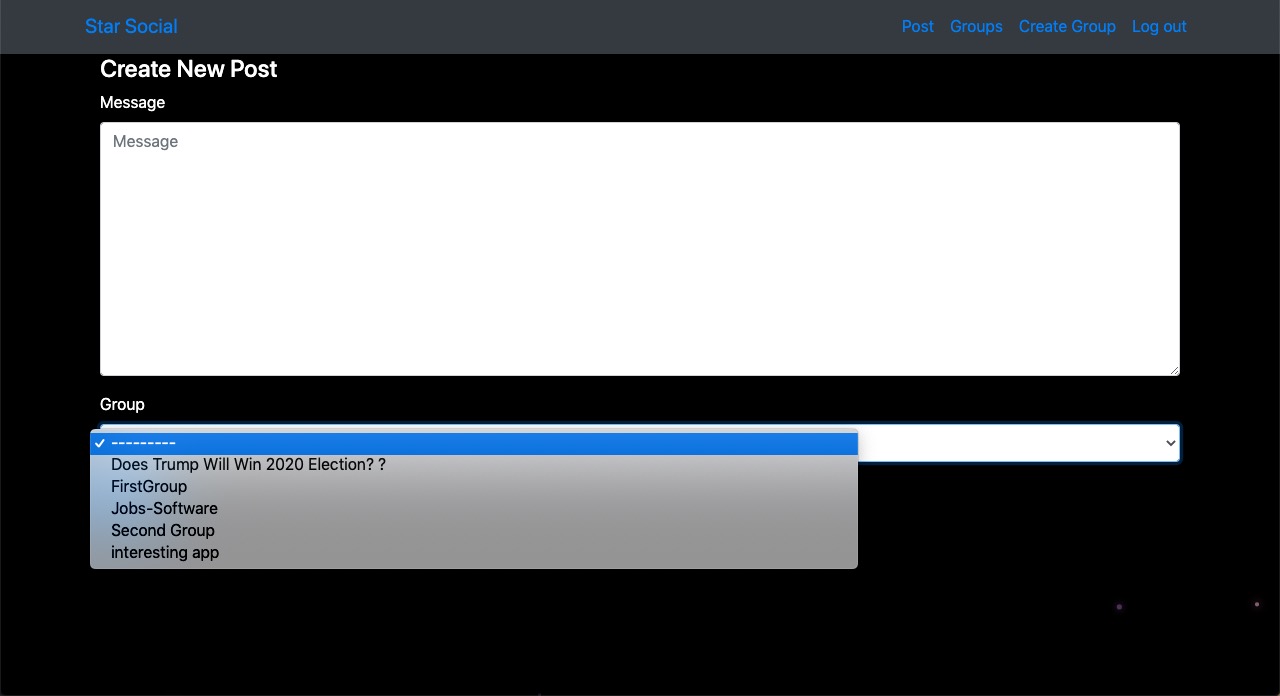 Star Social Post Groups Create Group Log out
Create New Post
Message
Message
Group
---------
Does Trump Will Win 2020 Election? ?
FirstGroup
Jobs-Software
Second Group
interesting app